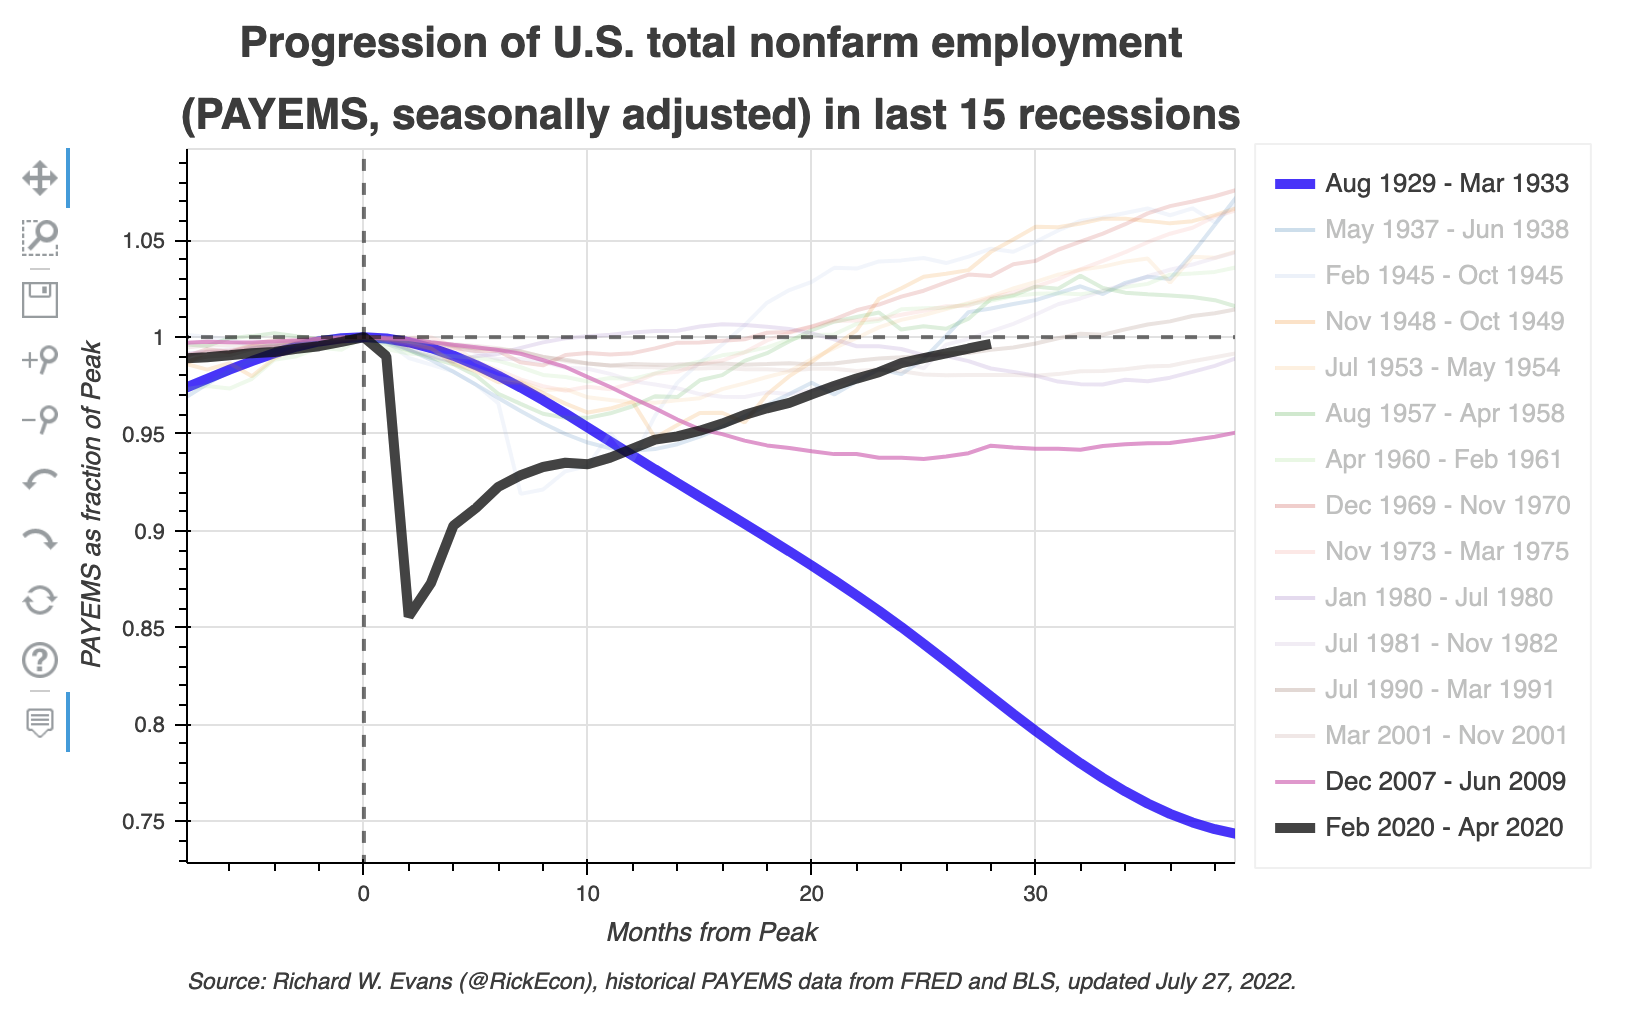 Progression of U.S. total nonfarm employment
(PAYEMS, seasonally adjusted) in last 15 recessions
PAYEMS as fraction of Peak
1.05
1
0.95
0.9
0.85
0.8
0.75
0
10
20
30
Months from Peak
Aug 1929 - Mar 1933
May 1937 - Jun 1938
Feb 1945 - Oct 1945
Nov 1948 - Oct 1949
Jul 1953 - May 1954
Aug 1957 - Apr 1958
Apr 1960 - Feb 1961
Dec 1969 - Nov 1970
Nov 1973 - Mar 1975
Jan 1980 - Jul 1980
Jul 1981 - Nov 1982
Jul 1990 - Mar 1991
Mar 2001 - Nov 2001
Dec 2007 - Jun 2009
Feb 2020 - Apr 2020
Source: Richard W. Evans (@RickEcon), historical PAYEMS data from FRED and BLS, updated July 27, 2022.